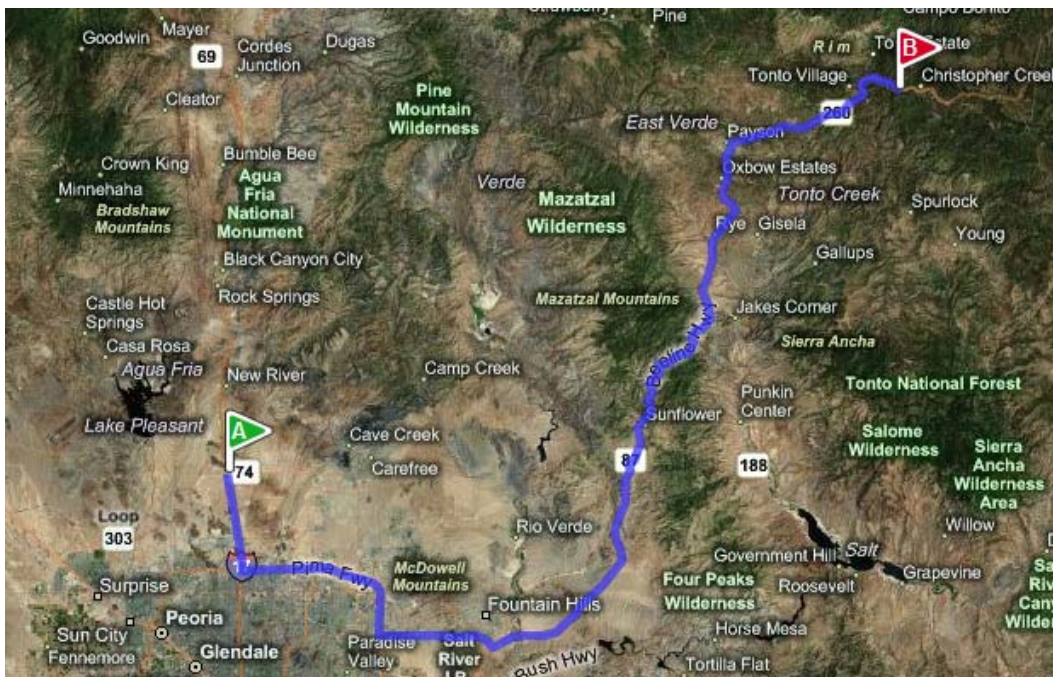 Strawberry
Pine
Campo Bonito
Goodwin
Mayer
69
Cordes
Junction
Dugas
Rim
Estate
B
Tonto Village
Christopher Creek
Cleator
Pine
Mountain
Wilderness
260
East Verde
Payson
Crown King
Bumble Bee
Oxbow Estates
Minnehaha
Agua
Fria
National
Monument
Verde
Mazatzal
Wilderness
Tonto Creek
Bradshaw
Mountains
Spurlock
Rye
Gisela
Young
Gallups
Black Canyon City
Rock Springs
Castle Hot
Springs
Mazatzal Mountains
Jakes Corner
Casa Rosa
Sierra Ancha
Agua Fria
New River
Camp Creek
Beeline Hwy
Tonto National Forest
Punkin
Center
Lake Pleasant
A
Sunflower
Cave Creek
Carefree
Salome
Wilderness
Sierra
Ancha
Wilderness
Area
74
87
188
Loop
303
Rio Verde
Willow
Government Hill
Salt
17
Pima Fwy
McDowell
Mountains
Four Peaks
Wilderness
Roosevelt
Grapevine
Surprise
Peoria
Fountain Hills
Sun City
Fennemore
Glendale
Paradise
Valley
Salt
River
Bush Hwy
Horse Mesa
Tortilla Flat